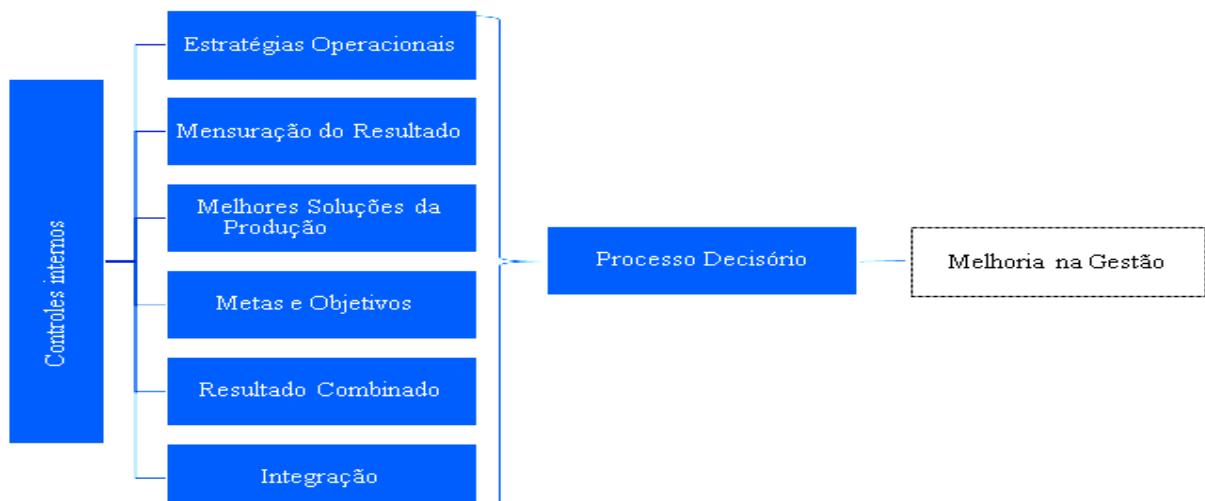 Controles internos
Estratégias Operacionais
Mensuração do Resultado
Melhores Soluções da
Produção
Metas e Objetivos
Resultado Combinado
Integração
Processo Decisório
Melhoria na Gestão